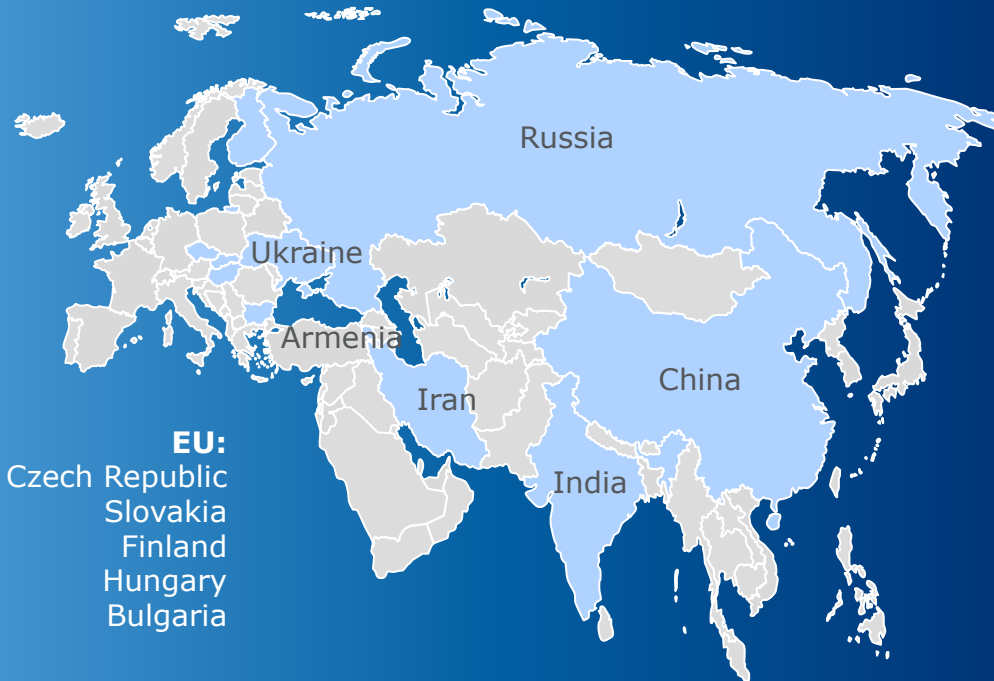 Russia
Ukraine
Armenia
China
Iran
India
EU:
Czech Republic
Slovakia
Finland
Hungary
Bulgaria